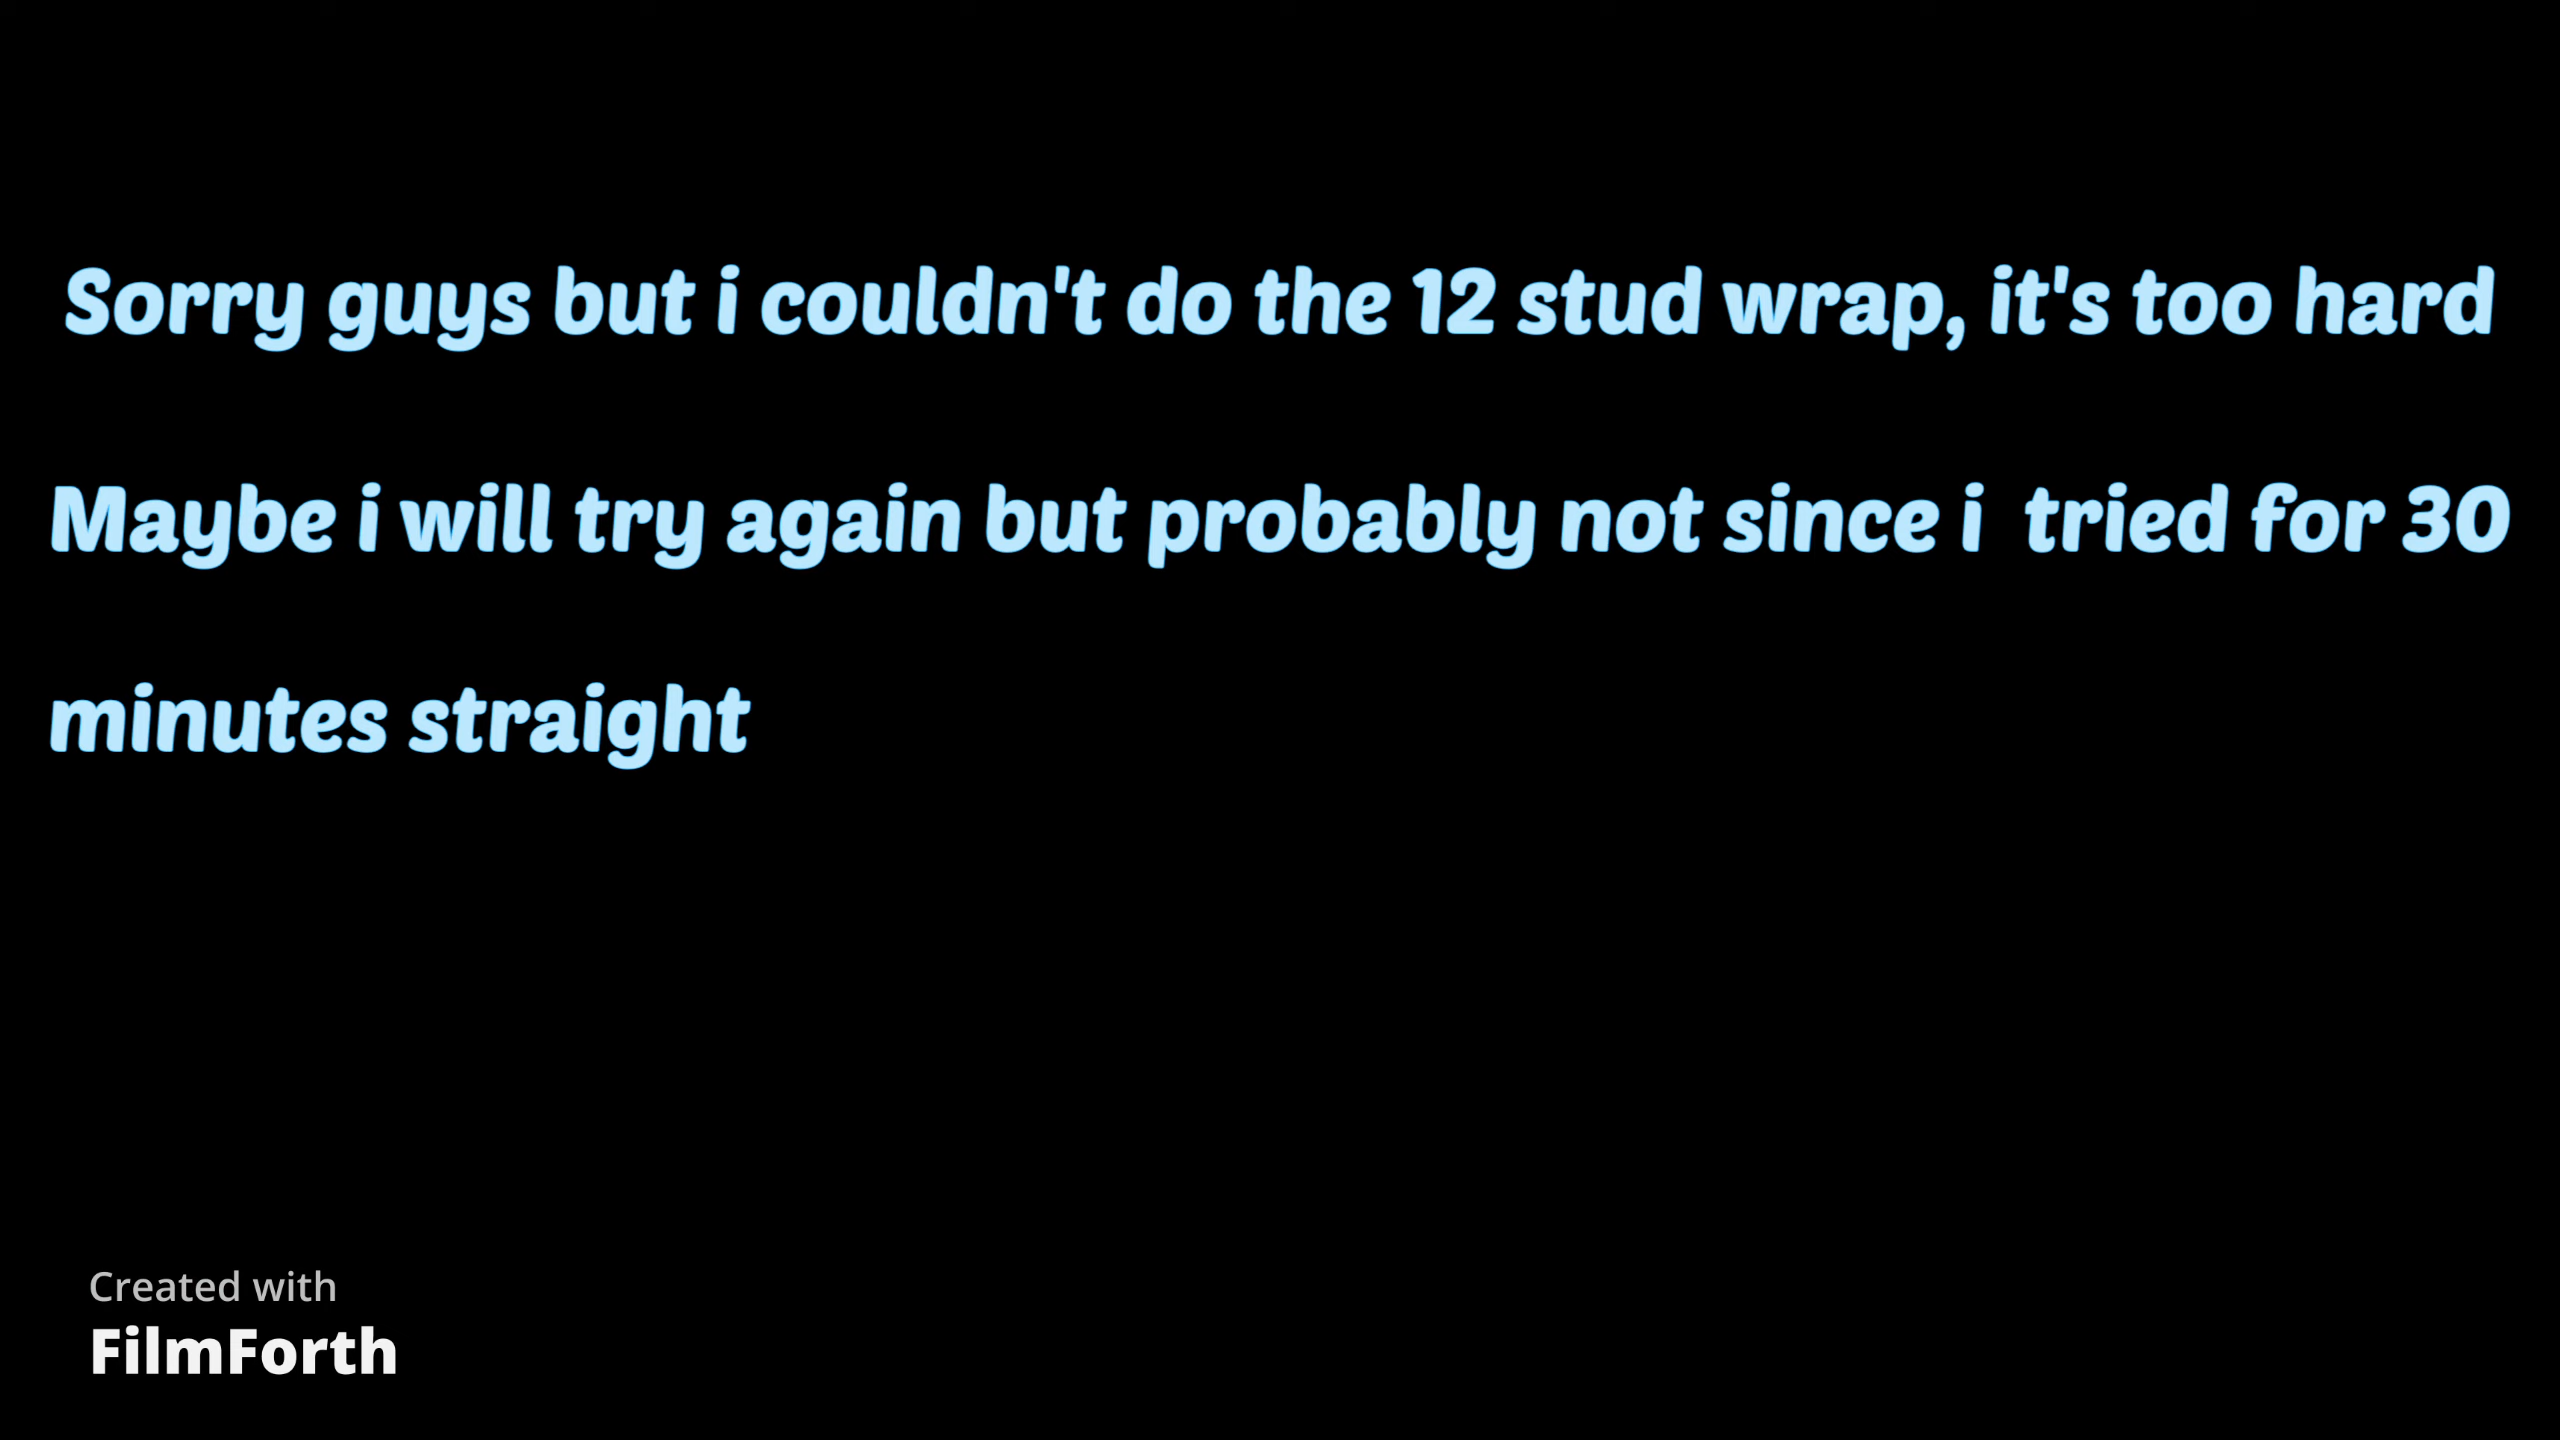 Sorry guys but i couldn't do the 12 stud wrap, it's too hard
Maybe i will try again but probably not since i  tried for 30
minutes straight
Created with
FilmForth